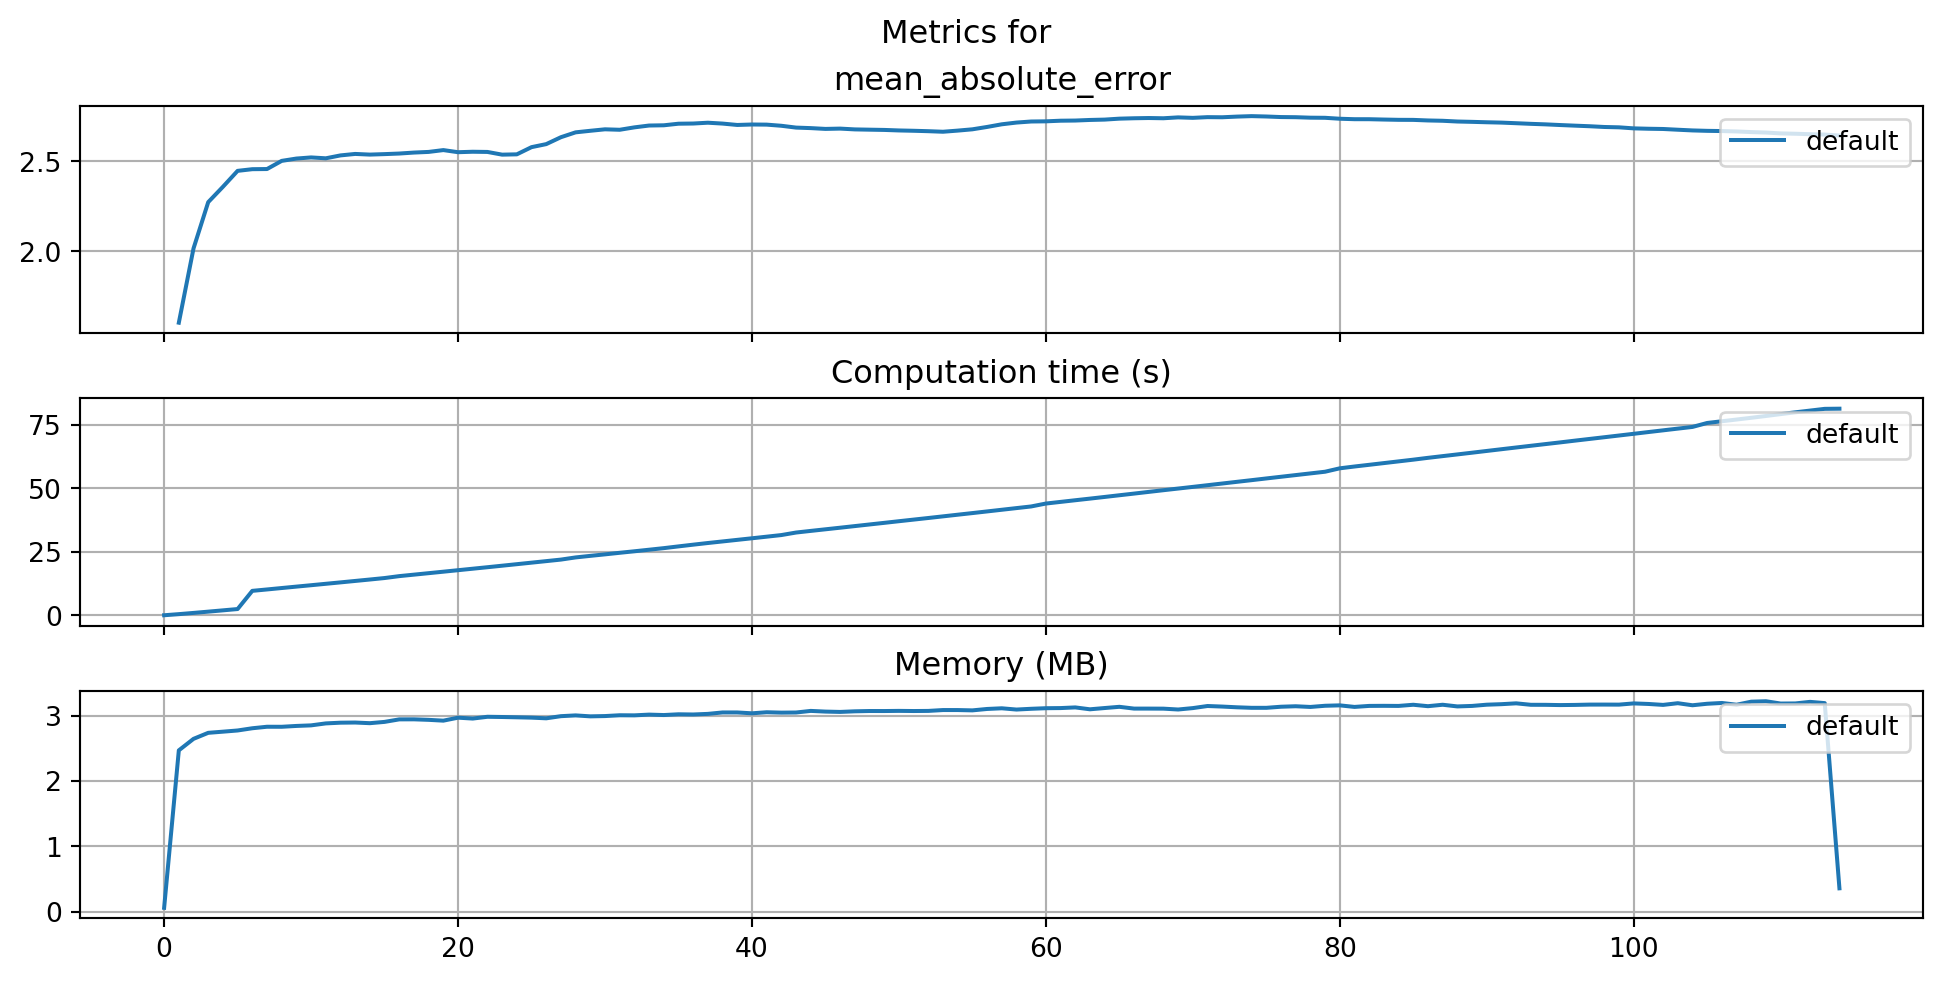 Metrics for
mean_absolute_error
2.5
2.0
default
Computation time (s)
75
50
25
0
default
Memory (MB)
3
2
1
0
default
0 20 40 60 80 100